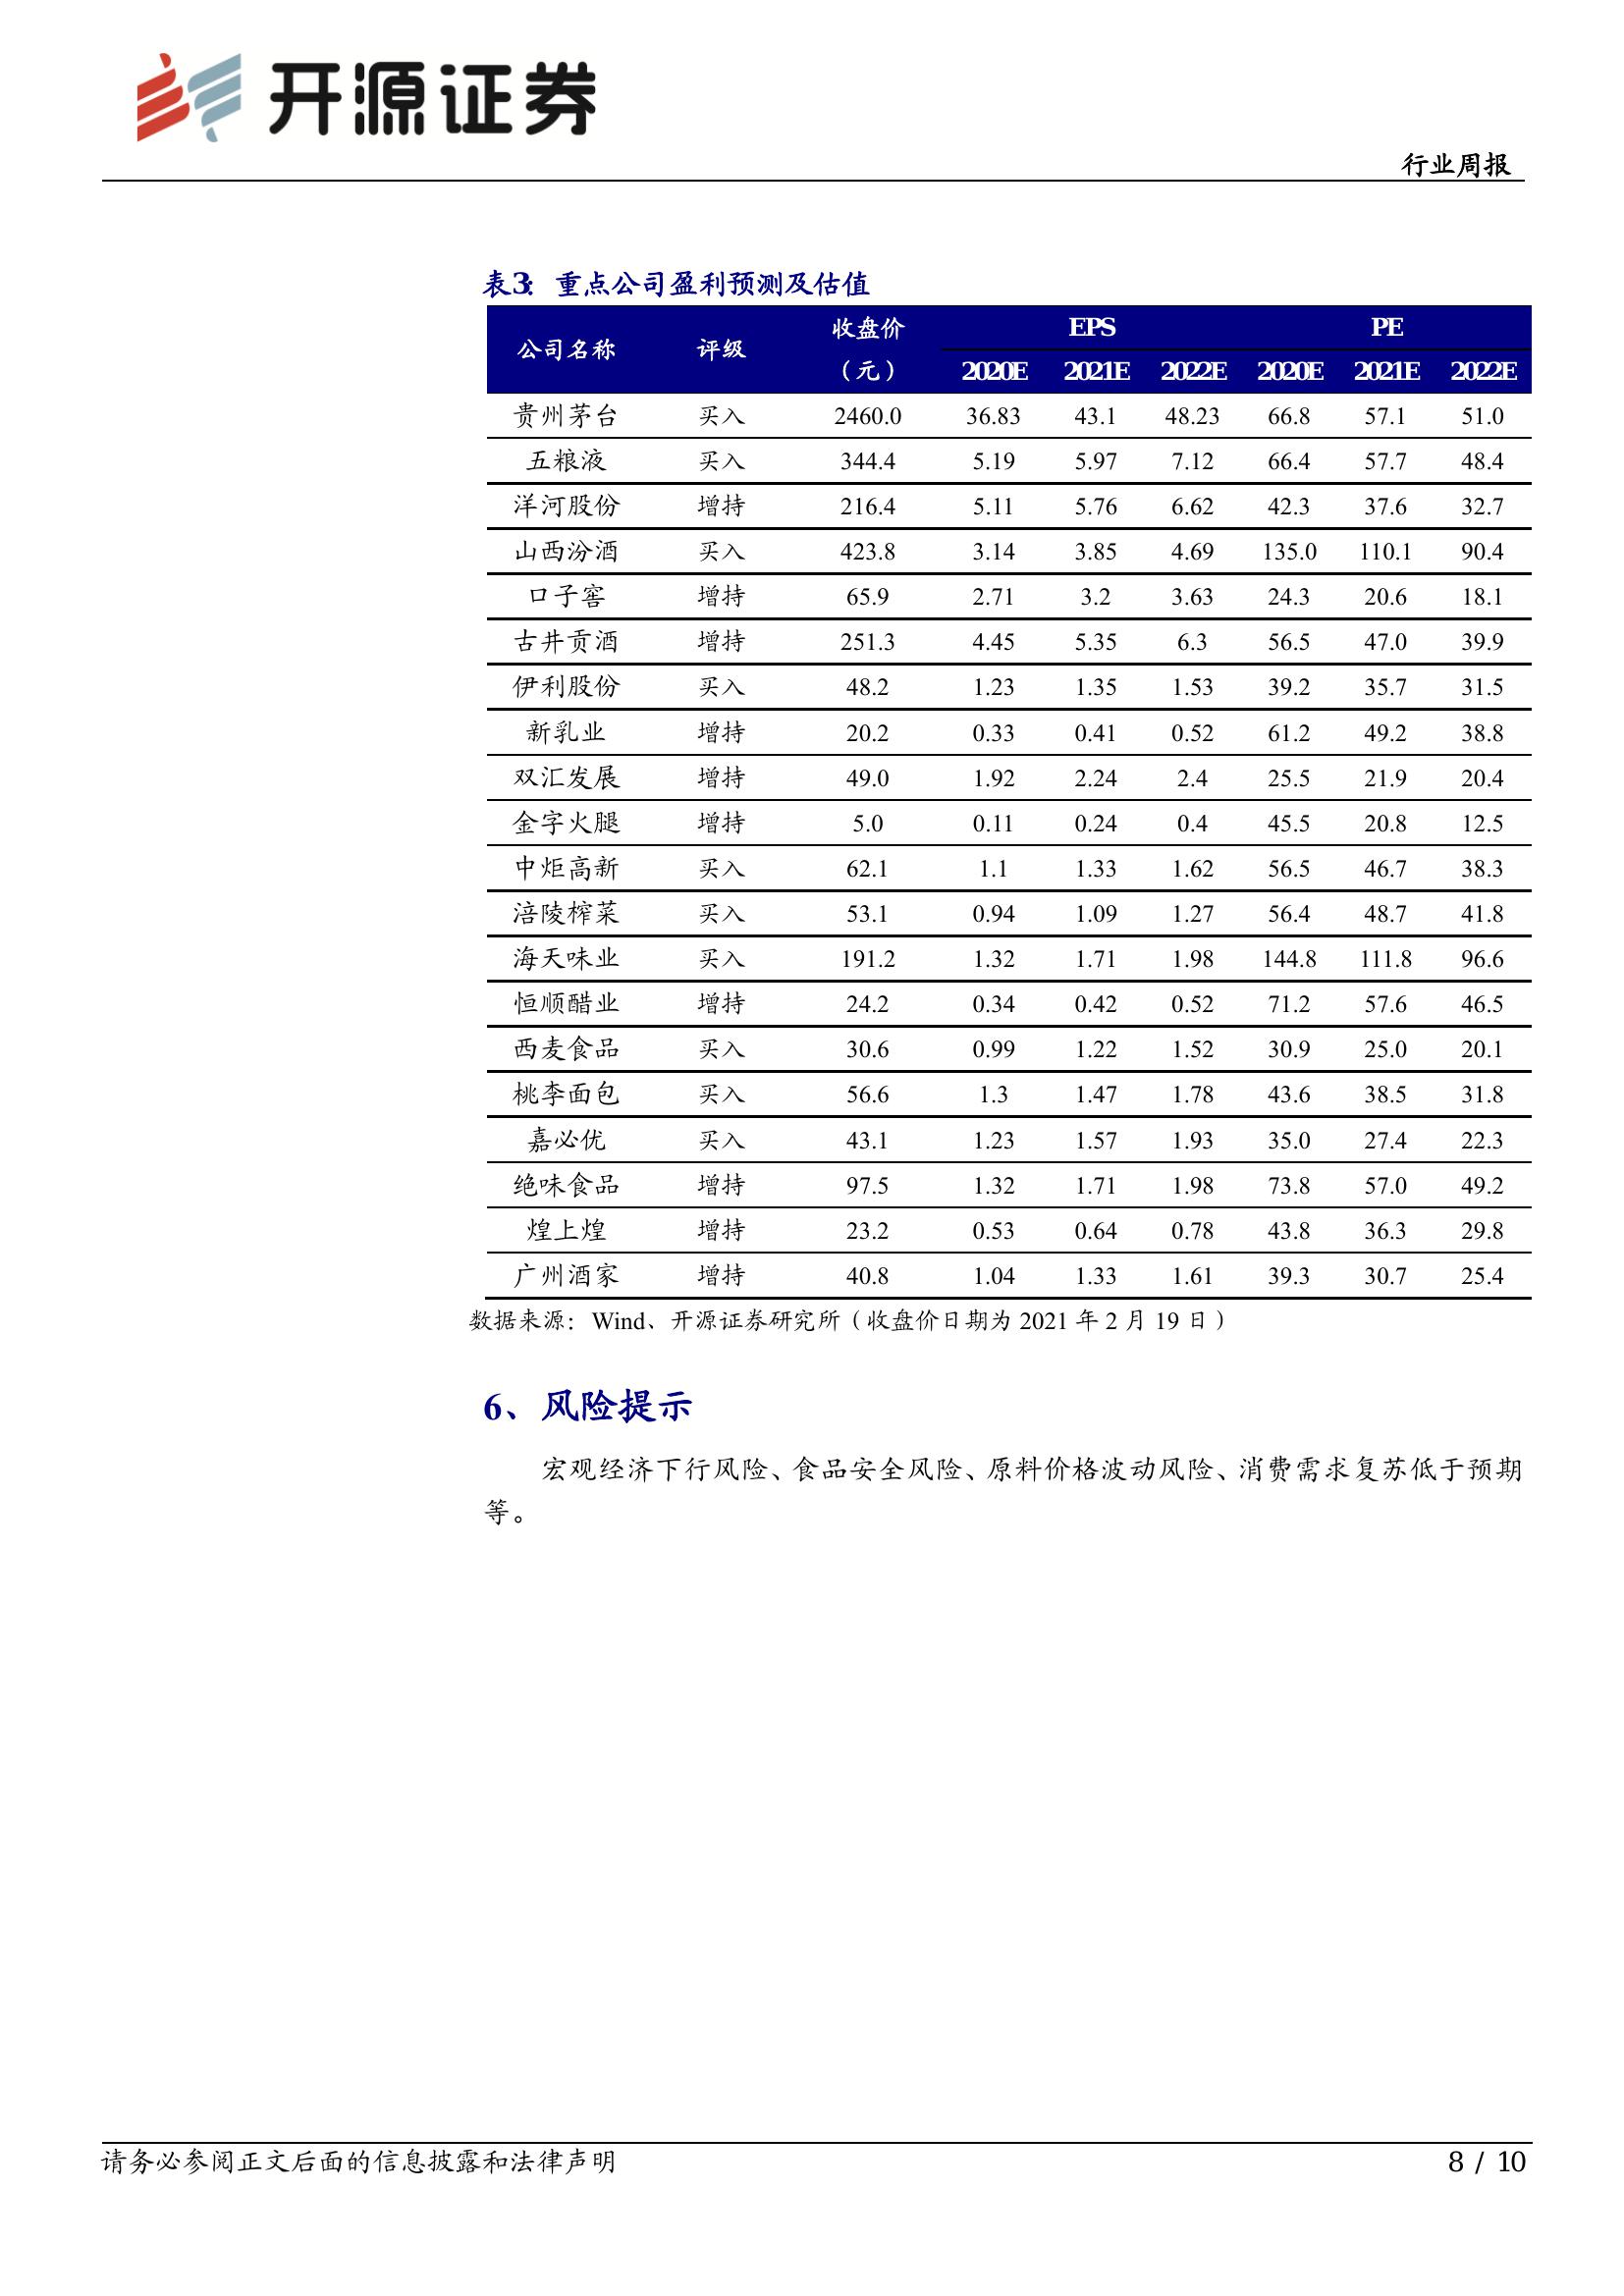 开源证券
行业周报
表3： 重点公司盈利预测及估值
公司名称 评级 收盘价（元） EPS PE
2020E 2021E 2022E 2020E 2021E 2022E
贵州茅台 买入 2460.0 36.83 43.1 48.23 66.8 57.1 51.0
五粮液 买入 344.4 5.19 5.97 7.12 66.4 57.7 48.4
洋河股份 增持 216.4 5.11 5.76 6.62 42.3 37.6 32.7
山西汾酒 买入 423.8 3.14 3.85 4.69 135.0 110.1 90.4
口子窖 增持 65.9 2.71 3.2 3.63 24.3 20.6 18.1
古井贡酒 增持 251.3 4.45 5.35 6.3 56.5 47.0 39.9
伊利股份 买入 48.2 1.23 1.35 1.53 39.2 35.7 31.5
新乳业 增持 20.2 0.33 0.41 0.52 61.2 49.2 38.8
双汇发展 增持 49.0 1.92 2.24 2.4 25.5 21.9 20.4
金字火腿 增持 5.0 0.11 0.24 0.4 45.5 20.8 12.5
中炬高新 买入 62.1 1.1 1.33 1.62 56.5 46.7 38.3
涪陵榨菜 买入 53.1 0.94 1.09 1.27 56.4 48.7 41.8
海天味业 买入 191.2 1.32 1.71 1.98 144.8 111.8 96.6
恒顺醋业 增持 24.2 0.34 0.42 0.52 71.2 57.6 46.5
西麦食品 买入 30.6 0.99 1.22 1.52 30.9 25.0 20.1
桃李面包 买入 56.6 1.3 1.47 1.78 43.6 38.5 31.8
嘉必优 买入 43.1 1.23 1.57 1.93 35.0 27.4 22.3
绝味食品 增持 97.5 1.32 1.71 1.98 73.8 57.0 49.2
煌上煌 增持 23.2 0.53 0.64 0.78 43.8 36.3 29.8
广州酒家 增持 40.8 1.04 1.33 1.61 39.3 30.7 25.4
数据来源：Wind、开源证券研究所（收盘价日期为 2021 年 2 月 19 日）
6、风险提示
宏观经济下行风险、食品安全风险、原料价格波动风险、消费需求复苏低于预期
等。
请务必参阅正文后面的信息披露和法律声明 8 / 10